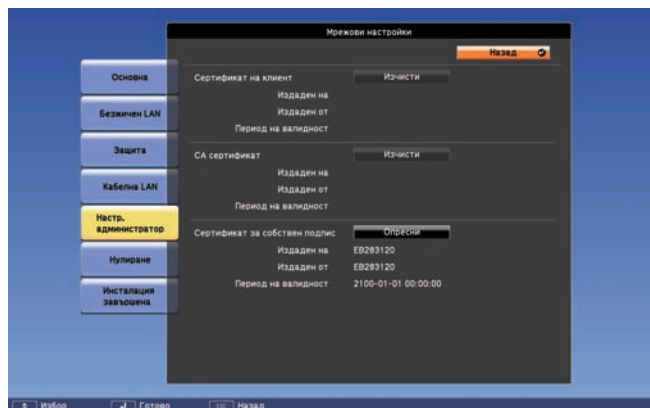 Мрежови настройки
Назад
Основна
Безжичен LAN
Защита
Кабелна LAN
Настр.
администратор
Нулиране
Инсталация
завършена
Сертификат на клиент Изчисти
Издаден на
Издаден от
Период на валидност
CA сертификат Изчисти
Издаден на
Издаден от
Период на валидност
Сертификат за собствен подпис Опресни
Издаден на EB283120
Издаден от EB283120
Период на валидност 2100-01-01 00:00:00
Избор Готово Назад